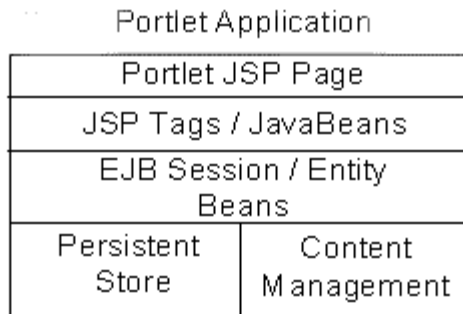 Portlet Application
Portlet JSP Page
JSP Tags / JavaBeans
EJB Session / Entity
Beans
Persistent
Store
Content
Management